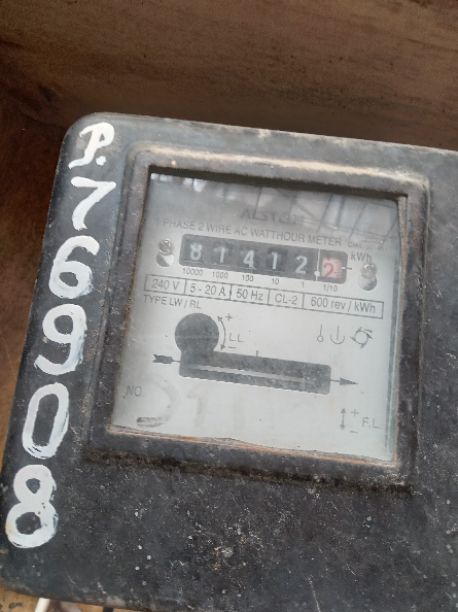 P.76908
ALSTOM
1 PHASE 2 WIRE AC WATTHOUR METER
8 1 4 1 2 2 kWh
10000 1000 100 10 1 1/10
240 V 5 - 20 A 50 Hz CL-2 600 rev / kWh
TYPE LW / RL
+
LL
−
NO.
+
F.L
−